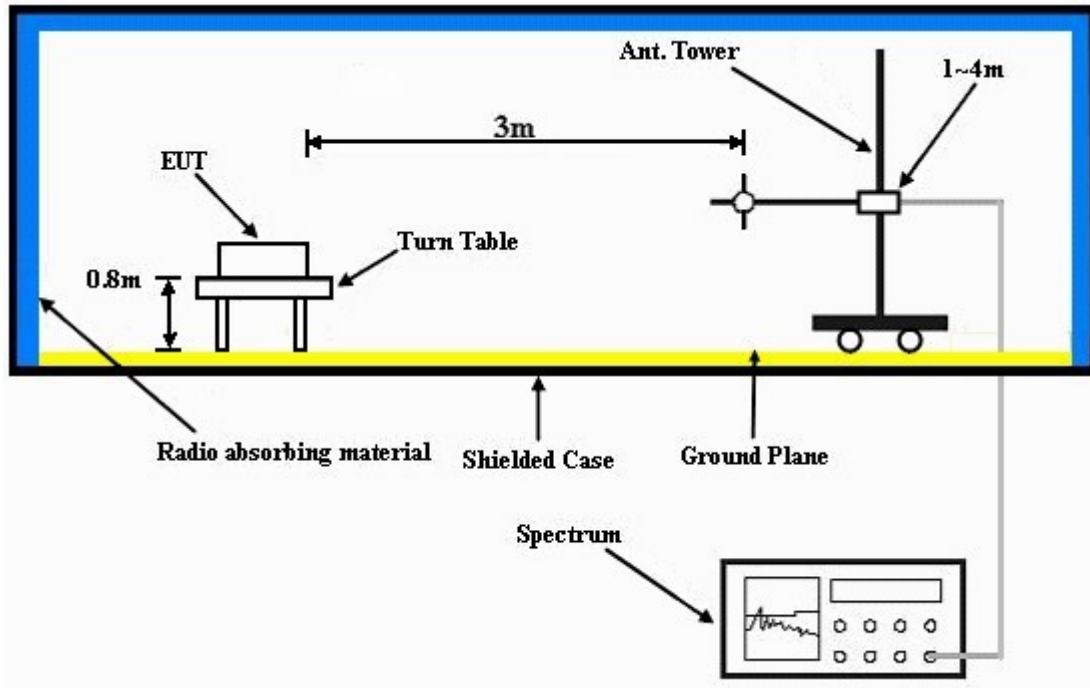 Ant. Tower
1~4m
3m
EUT
Turn Table
0.8m
Radio absorbing material
Shielded Case
Ground Plane
Spectrum